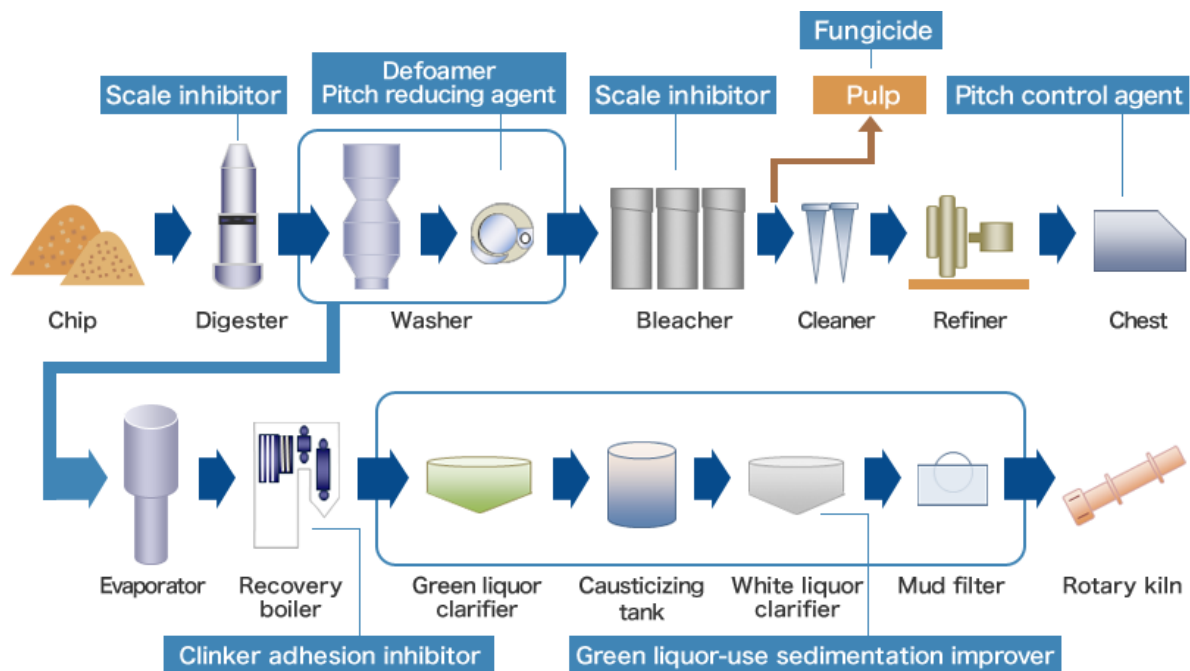 Fungicide
Scale inhibitor
Defoamer
Pitch reducing agent
Scale inhibitor
Pulp
Pitch control agent
Chip
Digester
Washer
Bleacher
Cleaner
Refiner
Chest
Evaporator
Recovery
boiler
Green liquor
clarifier
Causticizing
tank
White liquor
clarifier
Mud filter
Rotary kiln
Clinker adhesion inhibitor
Green liquor-use sedimentation improver